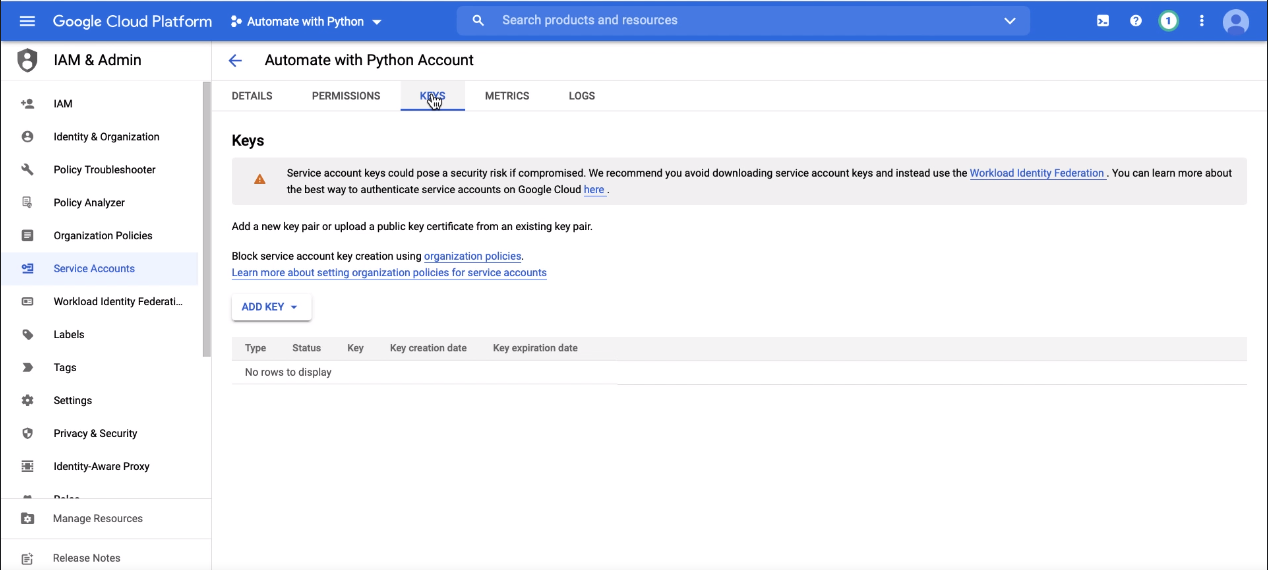 Google Cloud Platform
Automate with Python
Search products and resources
1
IAM & Admin
Automate with Python Account
IAM
Identity & Organization
Policy Troubleshooter
Policy Analyzer
Organization Policies
Service Accounts
Workload Identity Federati...
Labels
Tags
Settings
Privacy & Security
Identity-Aware Proxy
Manage Resources
Release Notes
DETAILS PERMISSIONS KEYS METRICS LOGS
Keys
Service account keys could pose a security risk if compromised. We recommend you avoid downloading service account keys and instead use the Workload Identity Federation . You can learn more about
the best way to authenticate service accounts on Google Cloud here .
Add a new key pair or upload a public key certificate from an existing key pair.
Block service account key creation using organization policies.
Learn more about setting organization policies for service accounts
ADD KEY
Type Status Key Key creation date Key expiration date
No rows to display